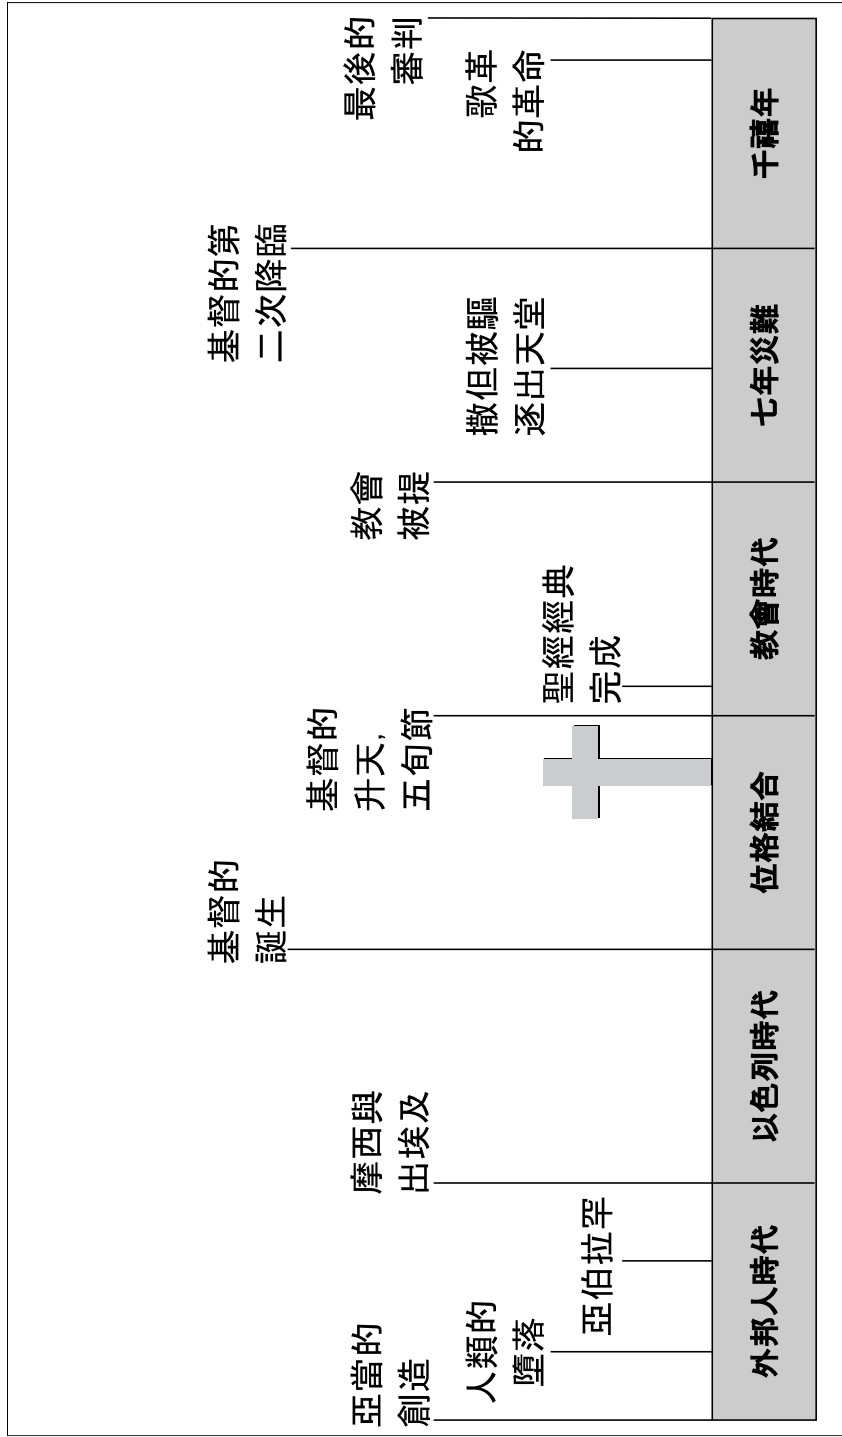 亞當的
創造
人類的
墮落
亞伯拉罕
摩西與
出埃及
基督的
誕生
基督的
升天,
五旬節
聖經經典
完成
教會
被提
撒但被驅
逐出天堂
基督的第
二次降臨
歌革
的革命
最後的
審判
外邦人時代
以色列時代
位格結合
教會時代
七年災難
千禧年